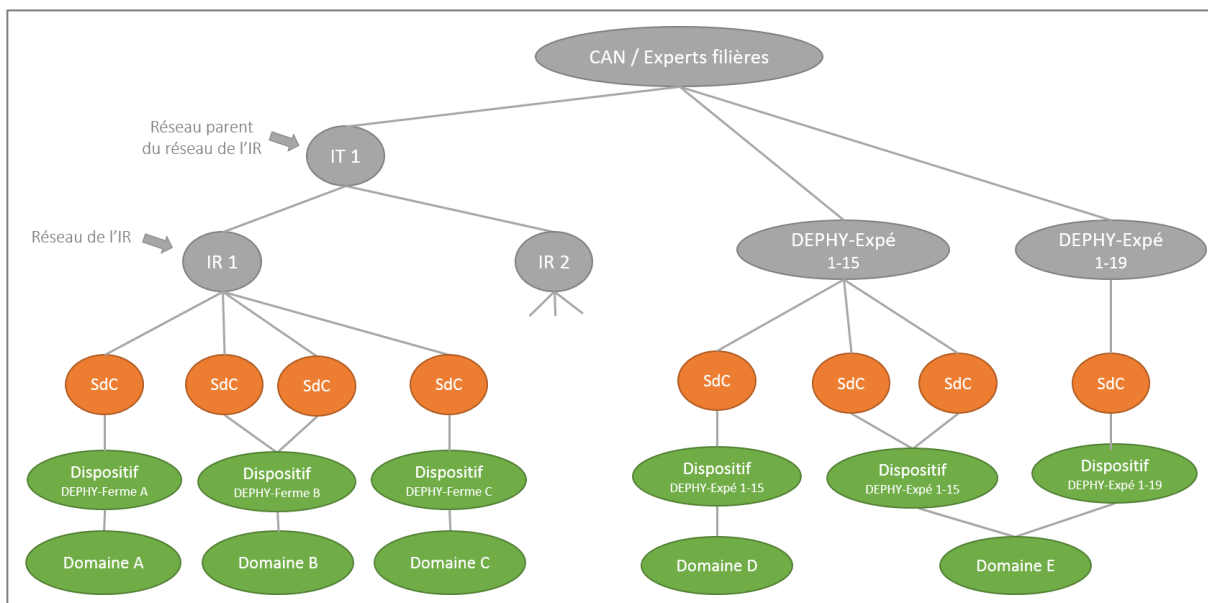 CAN / Experts filières
Réseau parent
du réseau de l'IR
IT 1
Réseau de l'IR
IR 1
IR 2
DEPHY-Expé
1-15
DEPHY-Expé
1-19
SdC
SdC
SdC
SdC
SdC
SdC
SdC
SdC
Dispositif
DEPHY-Ferme A
Dispositif
DEPHY-Ferme B
Dispositif
DEPHY-Ferme C
Dispositif
DEPHY-Expé 1-15
Dispositif
DEPHY-Expé 1-15
Dispositif
DEPHY-Expé 1-19
Domaine A
Domaine B
Domaine C
Domaine D
Domaine E